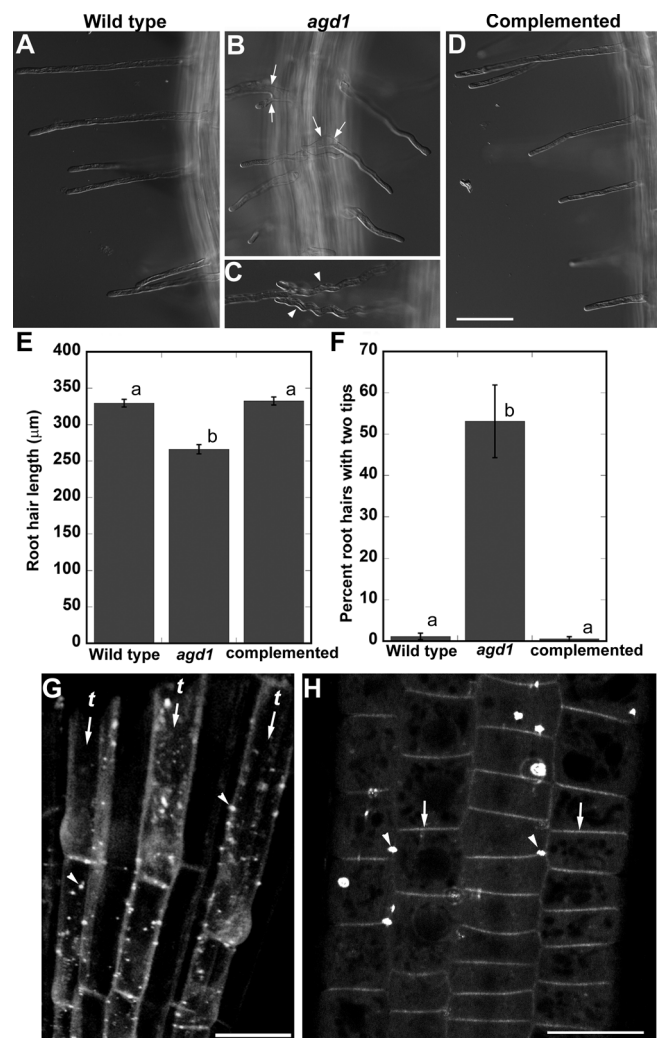 Wild type
agd1
Complemented
A
B
D
C
E
F
400
350
300
250
200
150
100
50
0
Root hair length (μm)
a
b
a
Wild type
agd1
complemented
70
60
50
40
30
20
10
0
Percent root hairs with two tips
a
b
a
Wild type
agd1
complemented
G
t
t
t
H